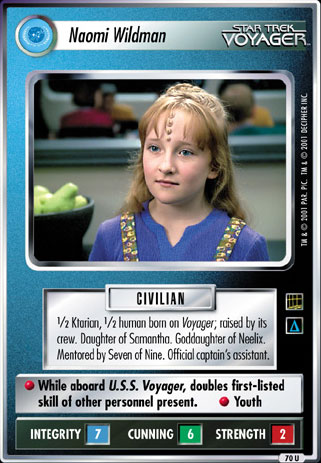 Naomi Wildman
STAR TREK
VOYAGER™
TM & © 2001 PAR. PIC. TM & © 2001 DECIPHER INC.
CIVILIAN
½ Ktarian, ½ human born on Voyager; raised by its
crew. Daughter of Samantha. Goddaughter of Neelix.
Mentored by Seven of Nine. Official captain's assistant.
• While aboard U.S.S. Voyager, doubles first-listed
skill of other personnel present. • Youth
INTEGRITY 7 CUNNING 6 STRENGTH 2
70 U